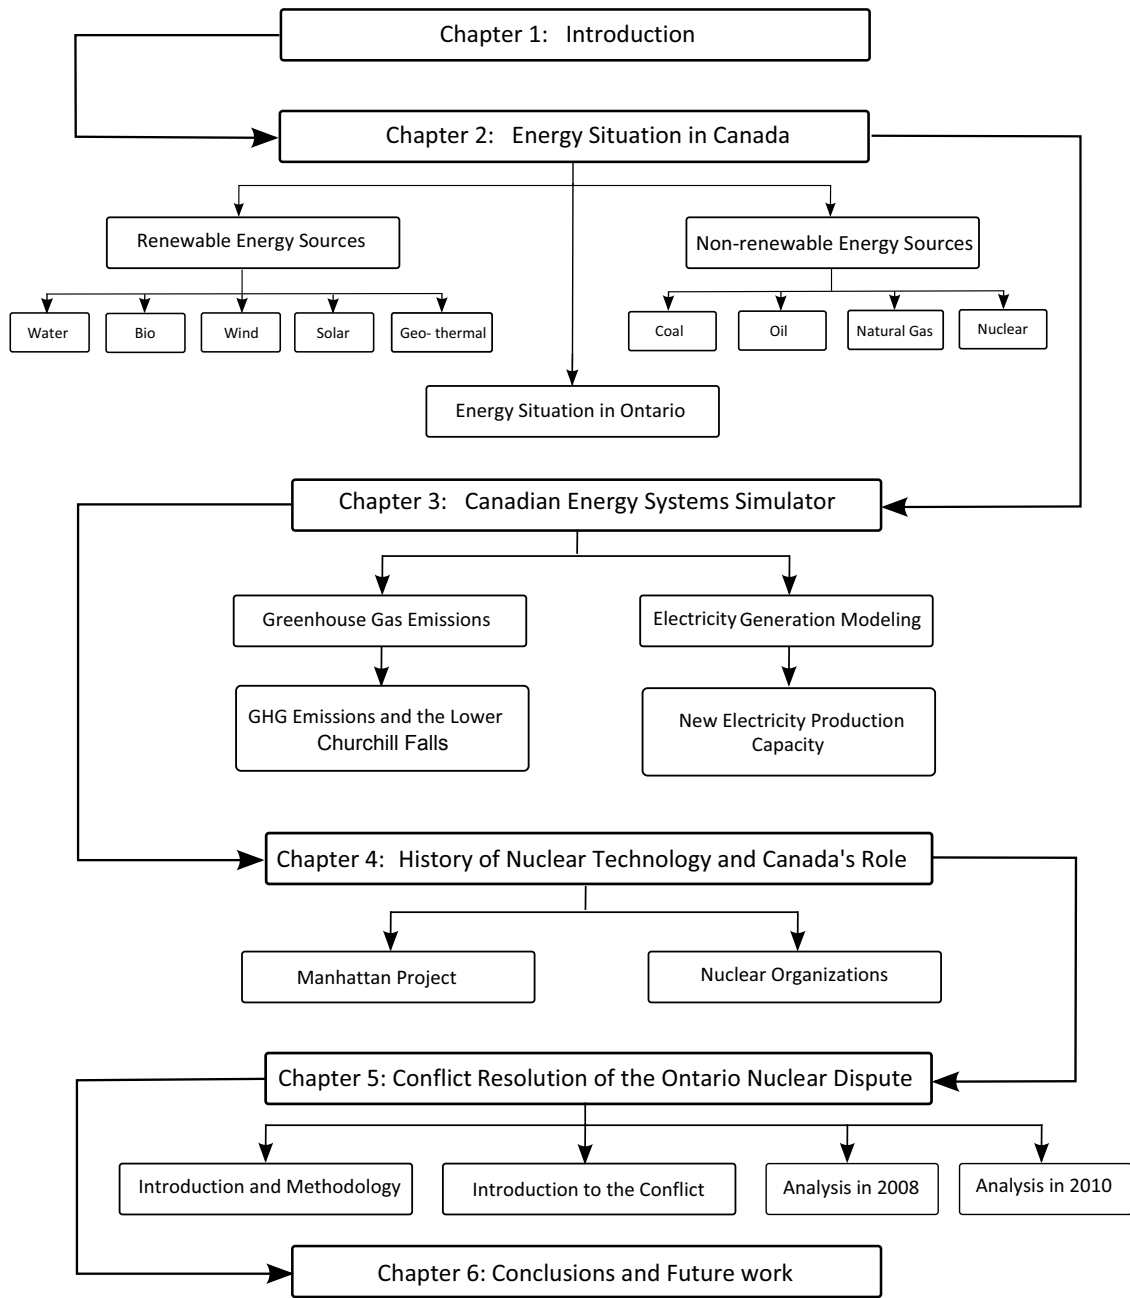 Chapter 1:   Introduction
Chapter 2:   Energy Situation in Canada
Renewable Energy Sources
Non-renewable Energy Sources
Water
Bio
Wind
Solar
Geo- thermal
Coal
Oil
Natural Gas
Nuclear
Energy Situation in Ontario
Chapter 3:   Canadian Energy Systems Simulator
Greenhouse Gas Emissions
Electricity Generation Modeling
GHG Emissions and the Lower
Churchill Falls
New Electricity Production
Capacity
Chapter 4:  History of Nuclear Technology and Canada's Role
Manhattan Project
Nuclear Organizations
Chapter 5: Conflict Resolution of the Ontario Nuclear Dispute
Introduction and Methodology
Introduction to the Conflict
Analysis in 2008
Analysis in 2010
Chapter 6: Conclusions and Future work